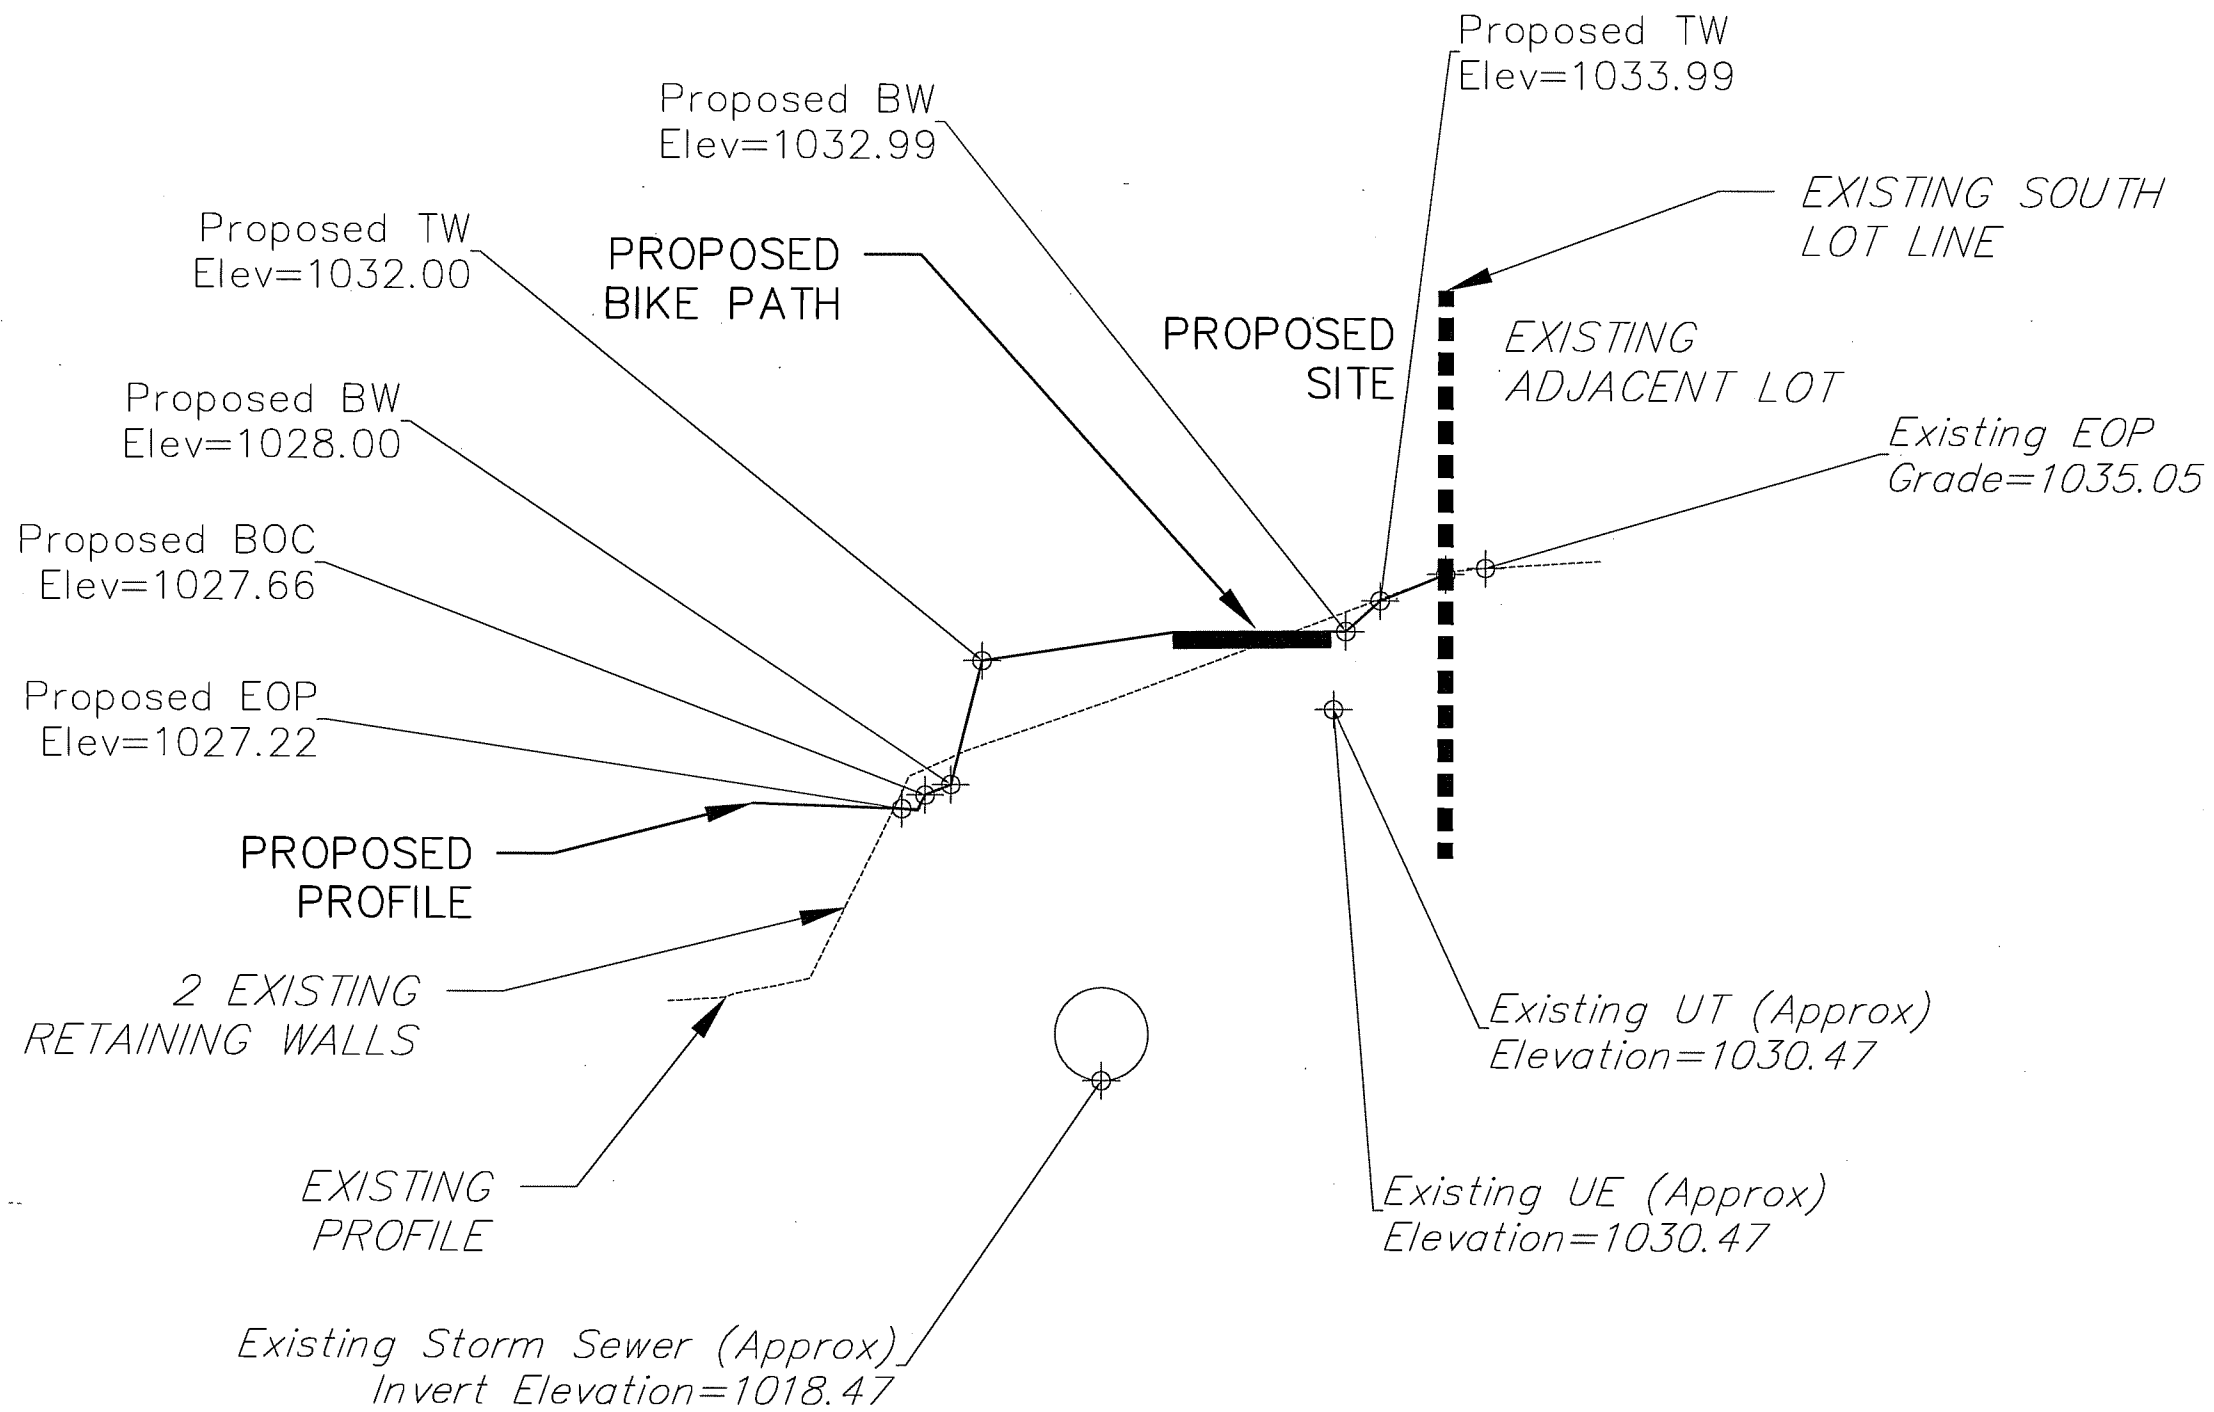 Proposed TW
Elev=1033.99
Proposed BW
Elev=1032.99
EXISTING SOUTH
LOT LINE
Proposed TW
Elev=1032.00
PROPOSED
BIKE PATH
PROPOSED
SITE
EXISTING
ADJACENT LOT
Proposed BW
Elev=1028.00
Existing EOP
Grade=1035.05
Proposed BOC
Elev=1027.66
Proposed EOP
Elev=1027.22
PROPOSED
PROFILE
2 EXISTING
RETAINING WALLS
Existing UT (Approx)
Elevation=1030.47
EXISTING
PROFILE
Existing UE (Approx)
Elevation=1030.47
Existing Storm Sewer (Approx)
Invert Elevation=1018.47